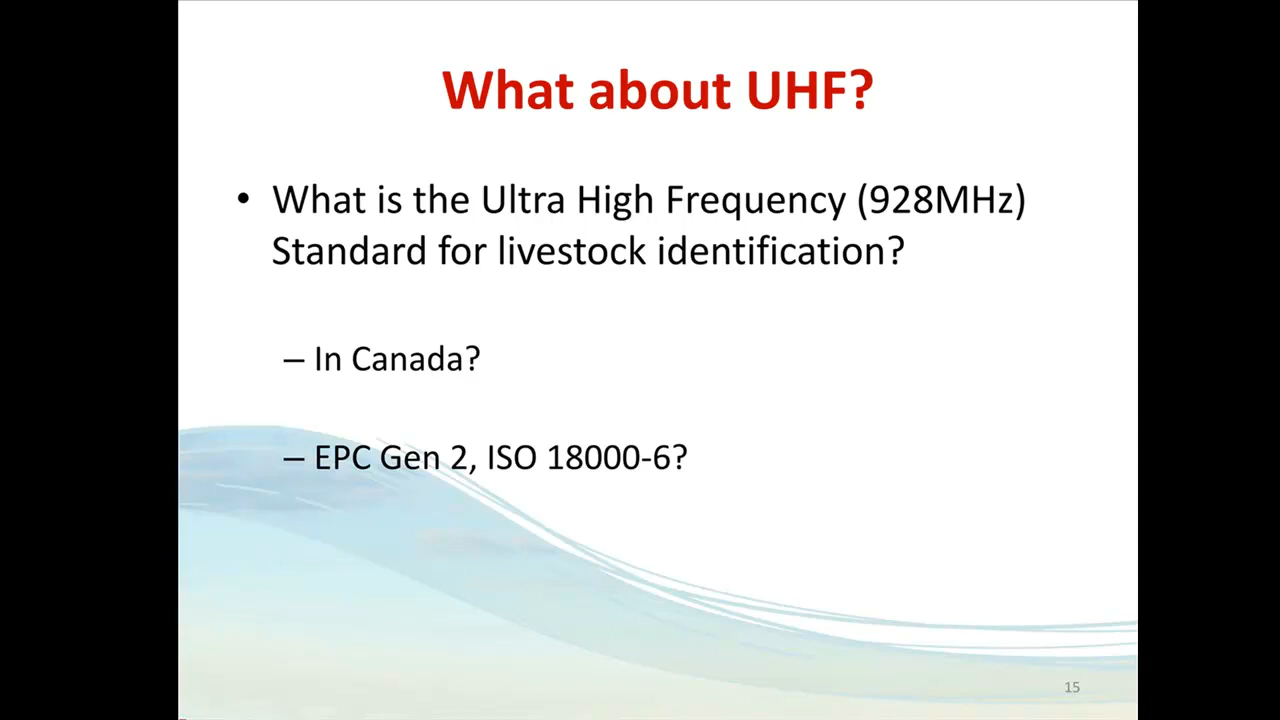 What about UHF?
• What is the Ultra High Frequency (928MHz)
Standard for livestock identification?
– In Canada?
– EPC Gen 2, ISO 18000-6?
15